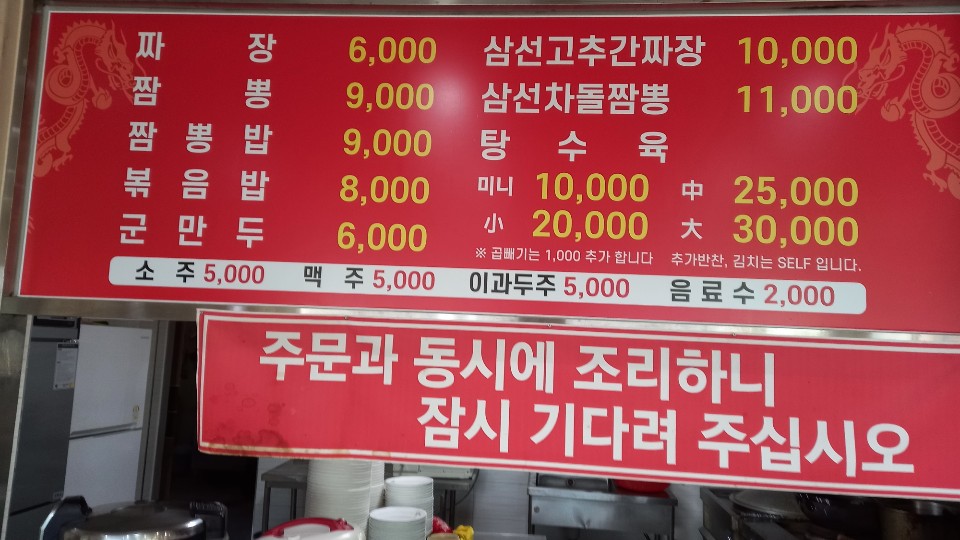 짜 장 6,000
짬 뽕 9,000
짬 뽕 밥 9,000
볶 음 밥 8,000
군 만 두 6,000
삼선고추간짜장 10,000
삼선차돌짬뽕 11,000
탕 수 육
미니 10,000 中 25,000
小 20,000 大 30,000
※ 곱빼기는 1,000 추가 합니다 추가반찬, 김치는 SELF 입니다.
소 주 5,000 맥 주 5,000 이과두주 5,000 음료수 2,000
주문과 동시에 조리하니
잠시 기다려 주십시오